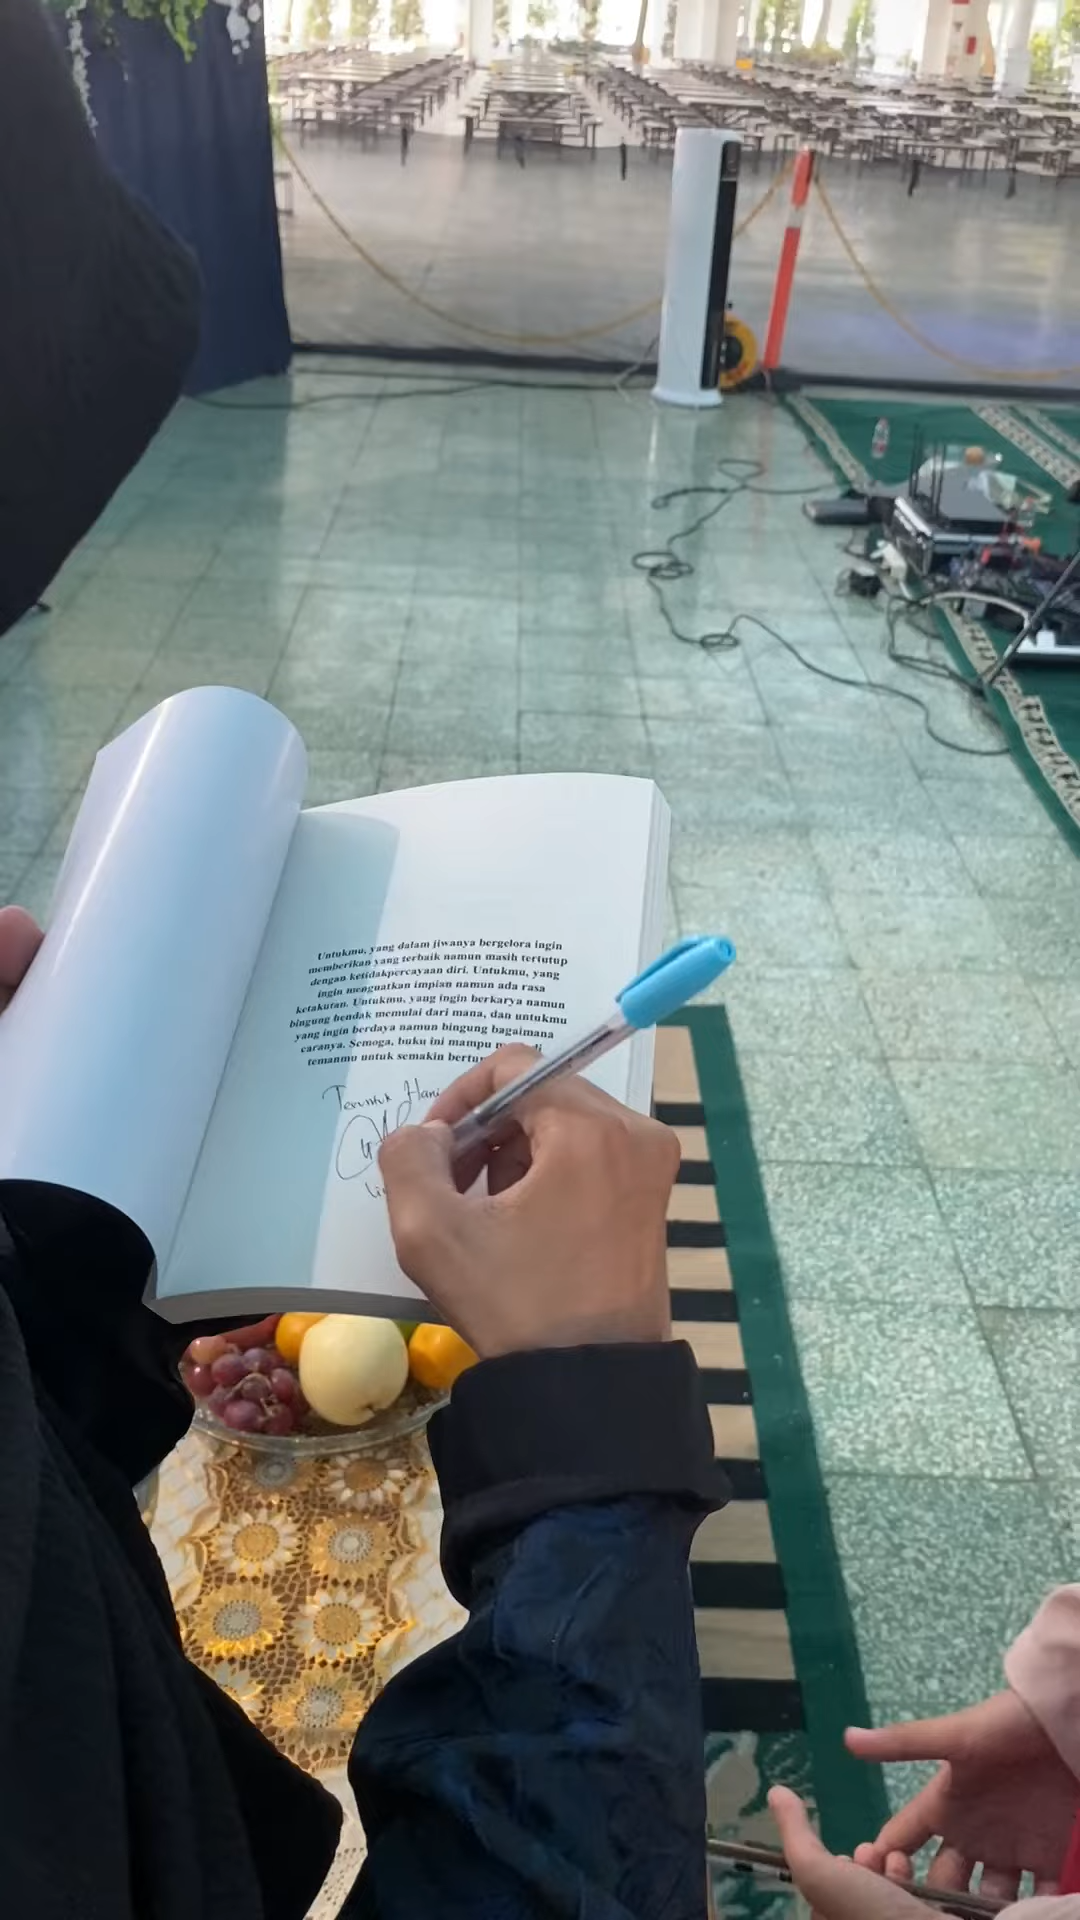 Untukmu, yang dalam jiwanya bergelora ingin
memberikan yang terbaik namun masih tertutup
dengan ketidakpercayaan diri. Untukmu, yang
ingin menguatkan impian namun ada rasa
ketakutan. Untukmu, yang ingin berkarya namun
bingung hendak memulai dari mana, dan untukmu
yang ingin berdaya namun bingung bagaimana
caranya. Semoga, buku ini mampu
temanmu untuk semakin
Teruntuk Hani